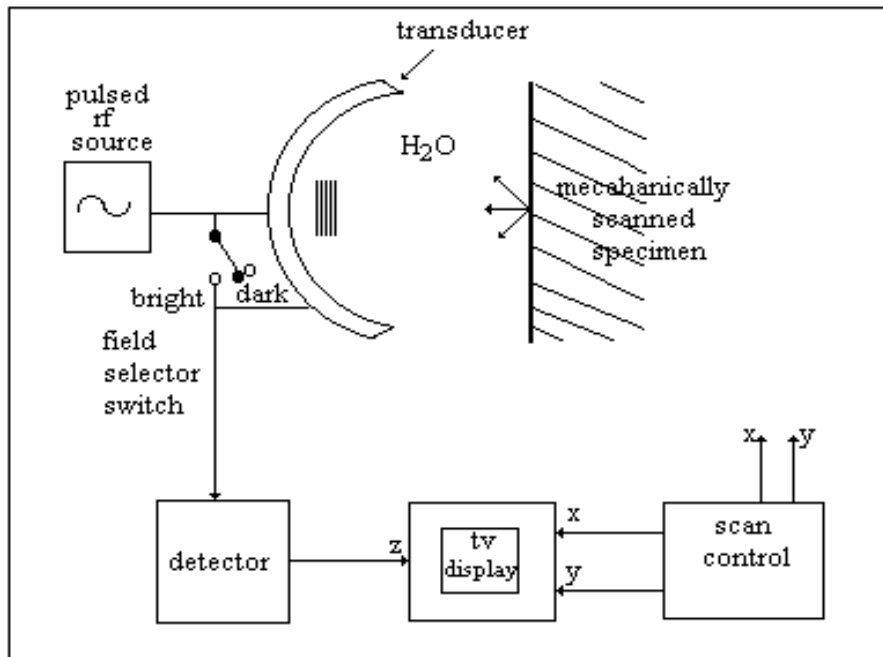 transducer
pulsed
rf
source
H₂O
mecahanically
scanned
specimen
bright
dark
field
selector
switch
x
y
detector
z
tv
display
x
y
scan
control